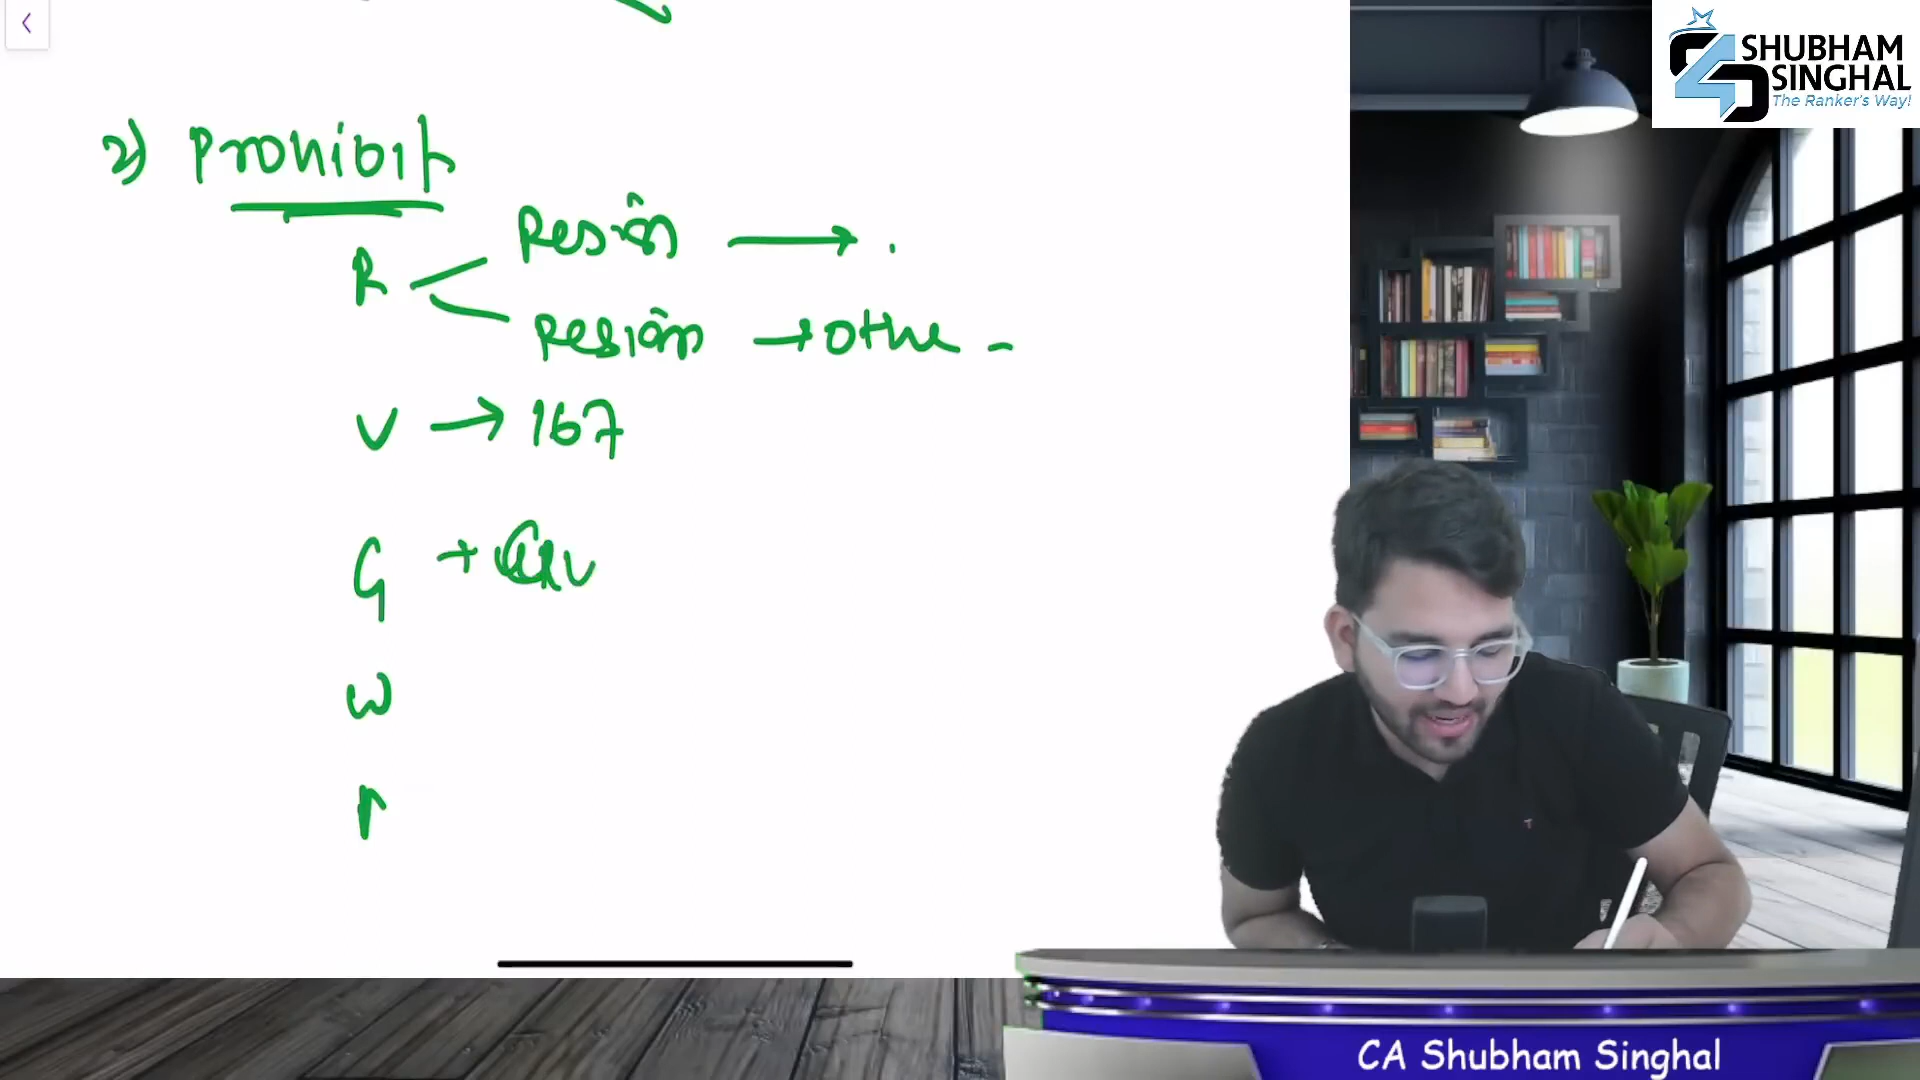 SHUBHAM
SINGHAL
The Ranker's Way!
2) Prohibit
R
Resign → .
Resign → othe -
V → 167
G
W
CA Shubham Singhal